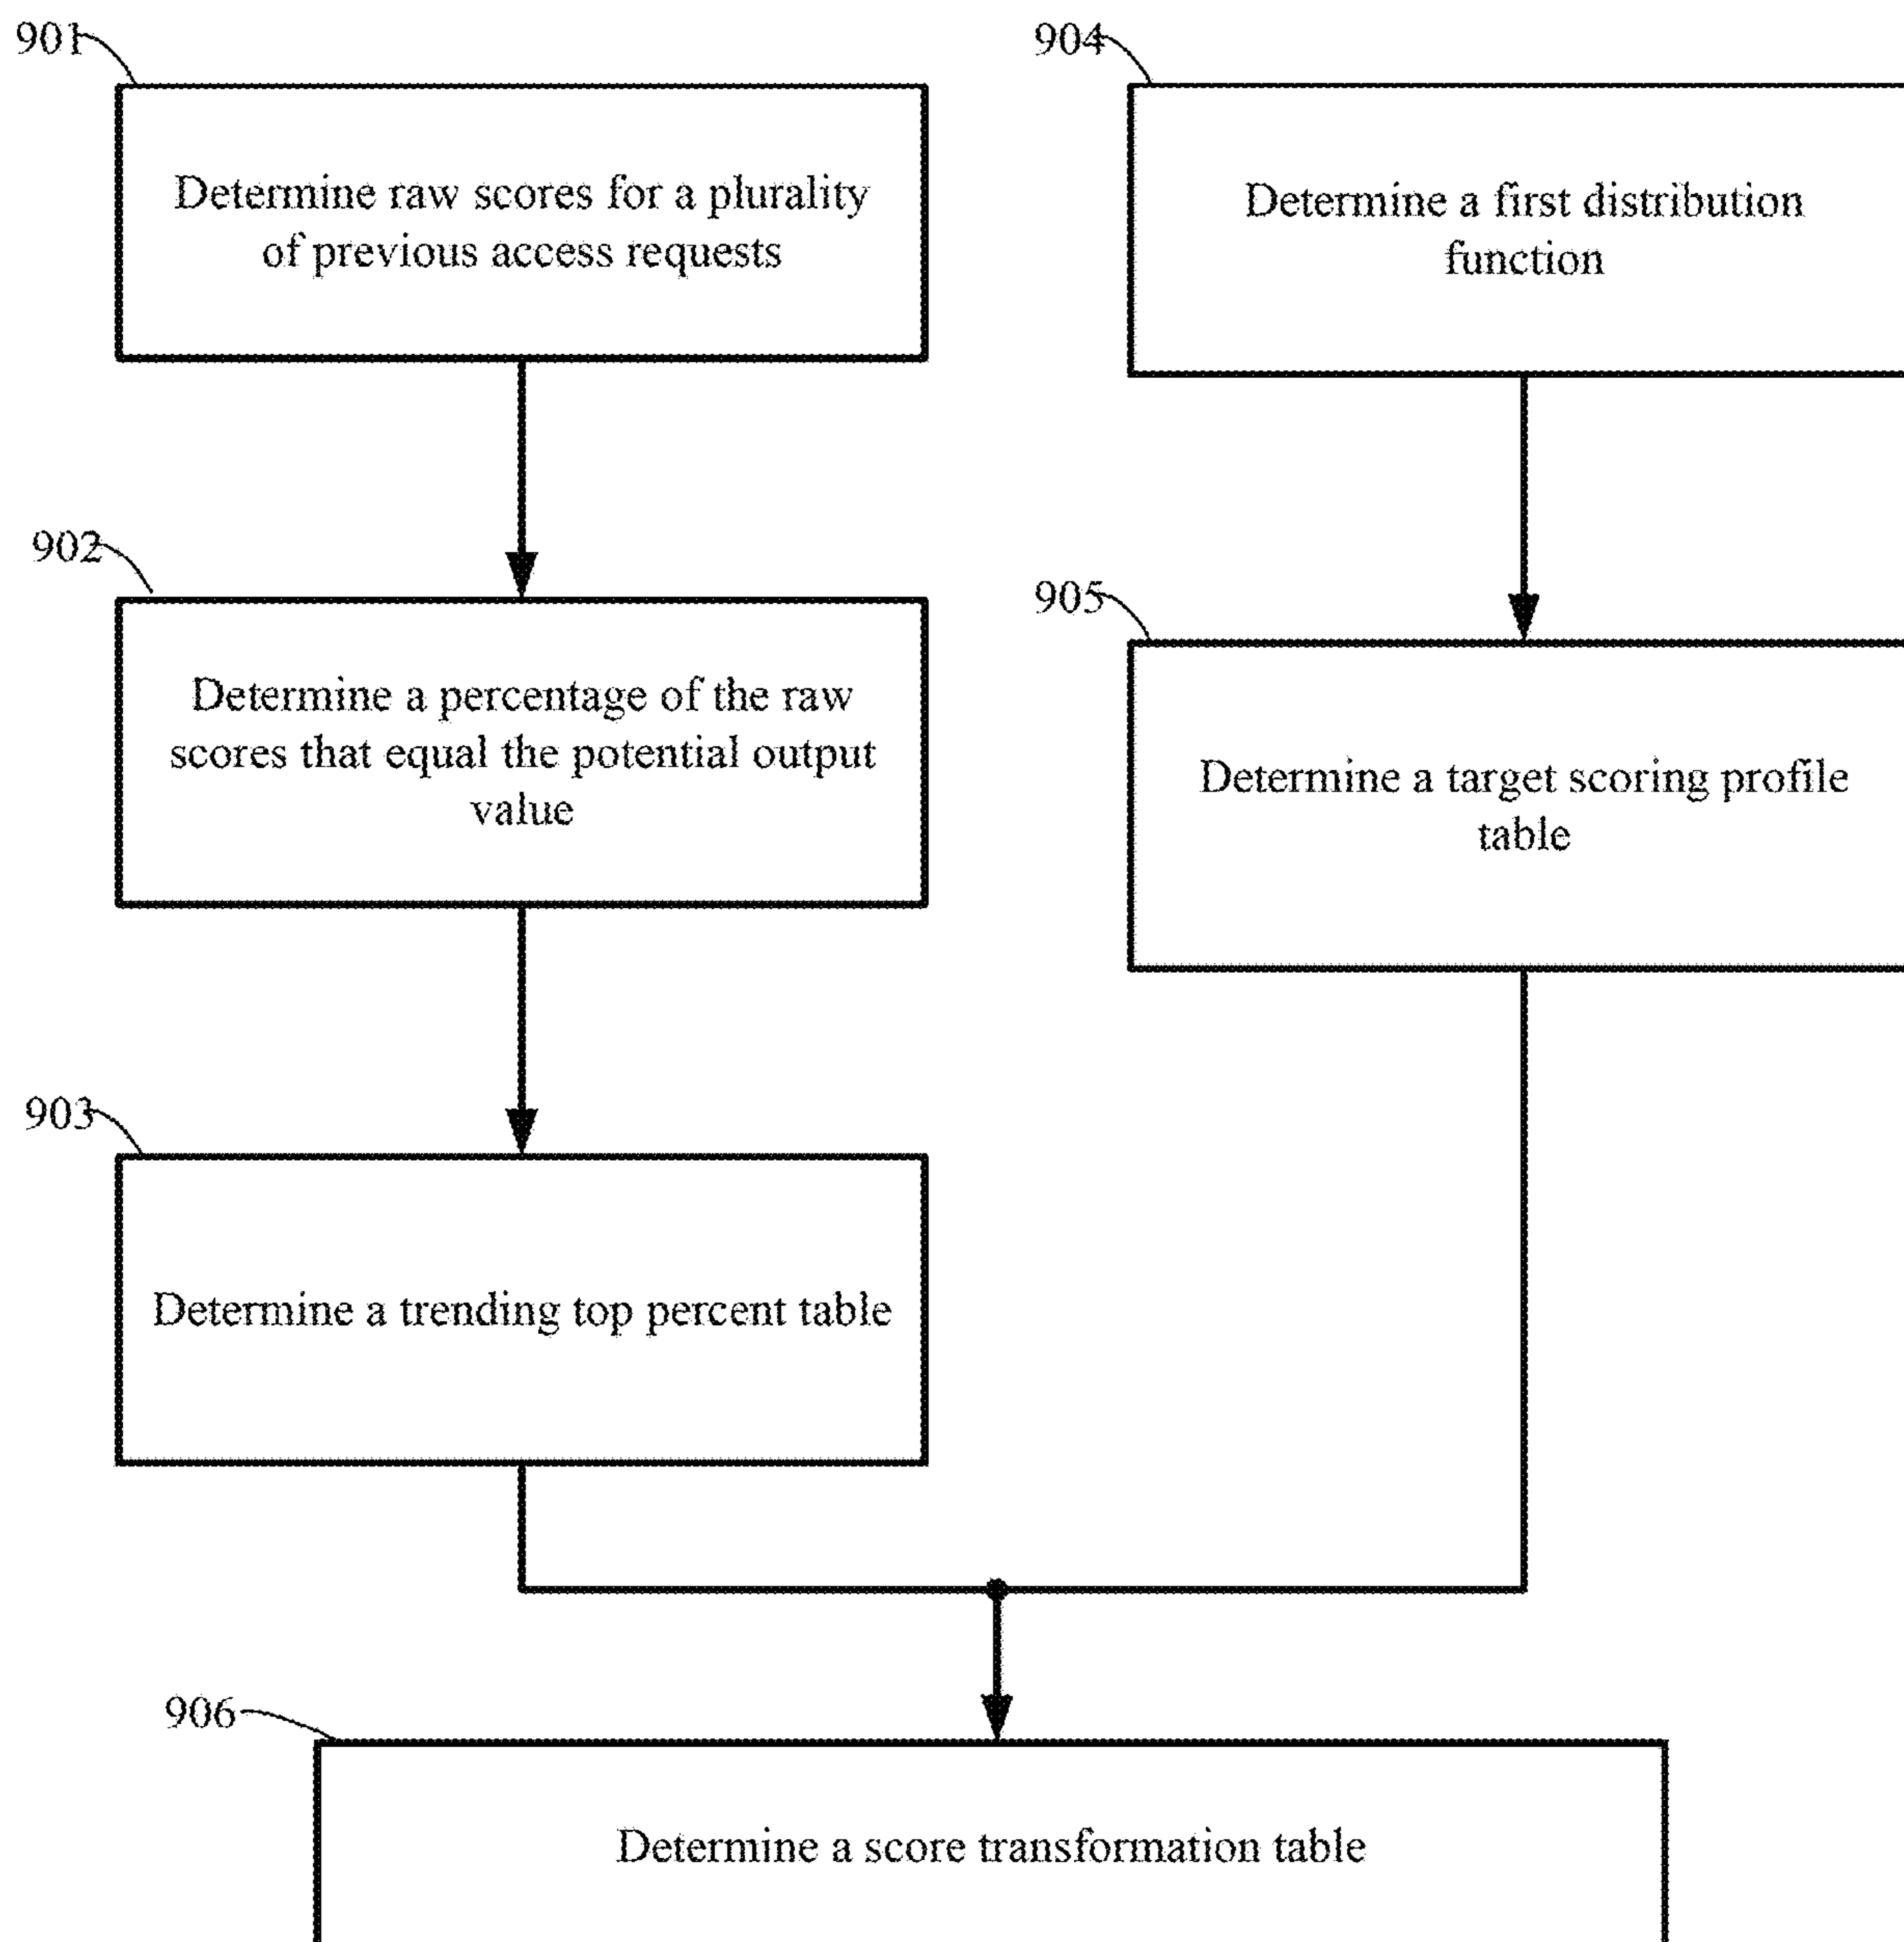 901
Determine raw scores for a plurality
of previous access requests
902
Determine a percentage of the raw
scores that equal the potential output
value
903
Determine a trending top percent table
904
Determine a first distribution
function
905
Determine a target scoring profile
table
906
Determine a score transformation table